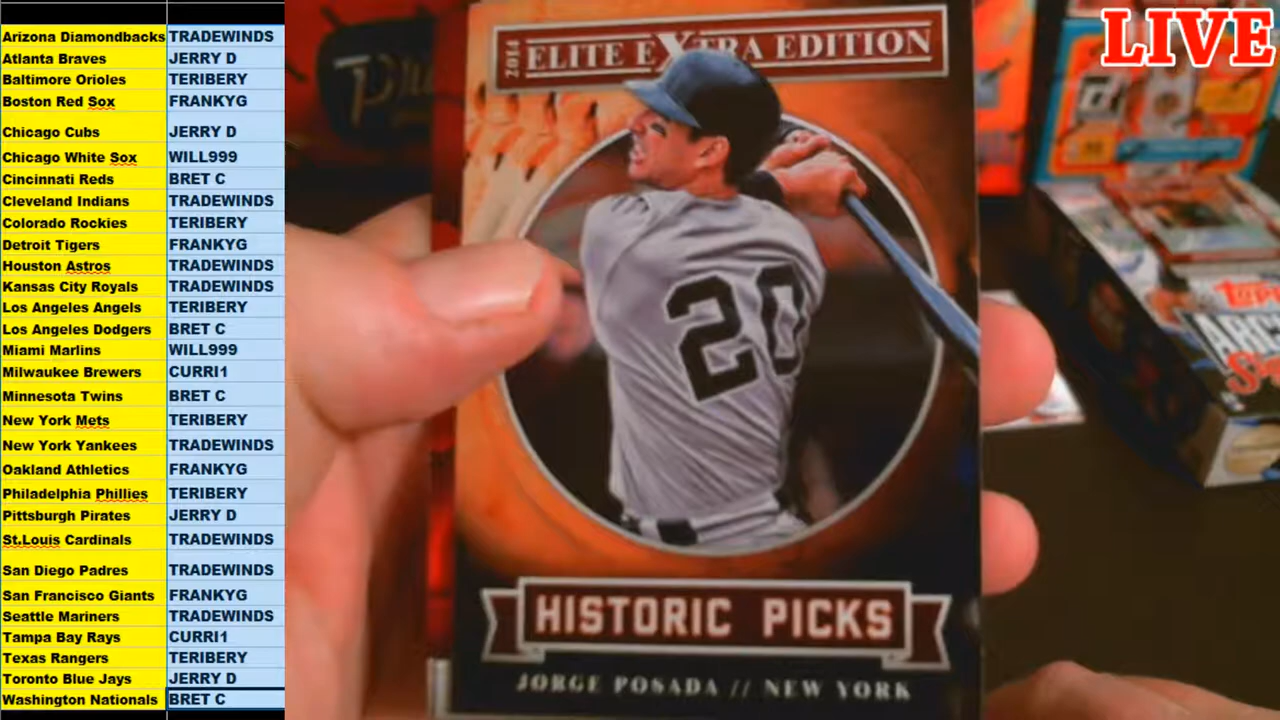 Arizona Diamondbacks TRADEWINDS
Atlanta Braves JERRY D
Baltimore Orioles TERIBERY
Boston Red Sox FRANKYG
Chicago Cubs JERRY D
Chicago White Sox WILL999
Cincinnati Reds BRET C
Cleveland Indians TRADEWINDS
Colorado Rockies TERIBERY
Detroit Tigers FRANKYG
Houston Astros TRADEWINDS
Kansas City Royals TRADEWINDS
Los Angeles Angels TERIBERY
Los Angeles Dodgers BRET C
Miami Marlins WILL999
Milwaukee Brewers CURRI1
Minnesota Twins BRET C
New York Mets TERIBERY
New York Yankees TRADEWINDS
Oakland Athletics FRANKYG
Philadelphia Phillies TERIBERY
Pittsburgh Pirates JERRY D
St.Louis Cardinals TRADEWINDS
San Diego Padres TRADEWINDS
San Francisco Giants FRANKYG
Seattle Mariners TRADEWINDS
Tampa Bay Rays CURRI1
Texas Rangers TERIBERY
Toronto Blue Jays JERRY D
Washington Nationals BRET C
2014 ELITE EXTRA EDITION
20
HISTORIC PICKS
JORGE POSADA // NEW YORK
LIVE
TOPPS